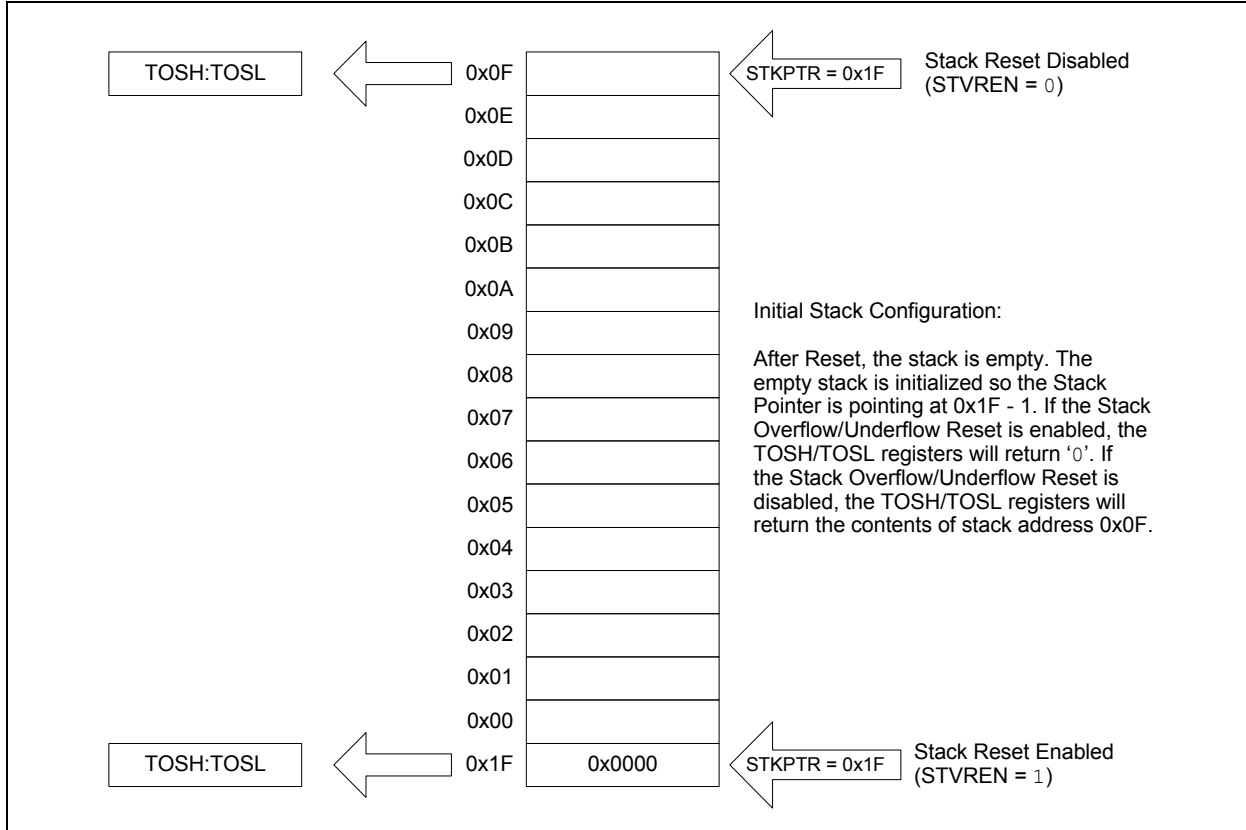 TOSH:TOSL
0x0F
STKPTR = 0x1F
Stack Reset Disabled
(STVREN = 0)
0x0E
0x0D
0x0C
0x0B
0x0A
0x09
0x08
0x07
0x06
0x05
0x04
0x03
0x02
0x01
0x00
Initial Stack Configuration:
After Reset, the stack is empty. The
empty stack is initialized so the Stack
Pointer is pointing at 0x1F - 1. If the Stack
Overflow/Underflow Reset is enabled, the
TOSH/TOSL registers will return ‘0’. If
the Stack Overflow/Underflow Reset is
disabled, the TOSH/TOSL registers will
return the contents of stack address 0x0F.
TOSH:TOSL
0x1F
0x0000
STKPTR = 0x1F
Stack Reset Enabled
(STVREN = 1)